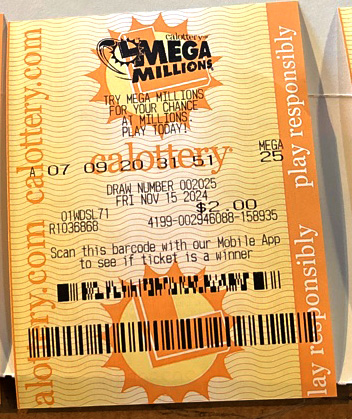 calottery
MEGA
MILLIONS
TRY MEGA MILLIONS
FOR YOUR CHANCE
AT MILLIONS
PLAY TODAY!
calottery
MEGA
A 07 09 20 31 51 25
DRAW NUMBER 002025
FRI NOV 15 2024
$2.00
01WDSL71
R1036868 4199-002946088-158935
Scan this barcode with our Mobile App
to see if ticket is a winner
calottery.com calottery.com
play responsibly
lay responsibly